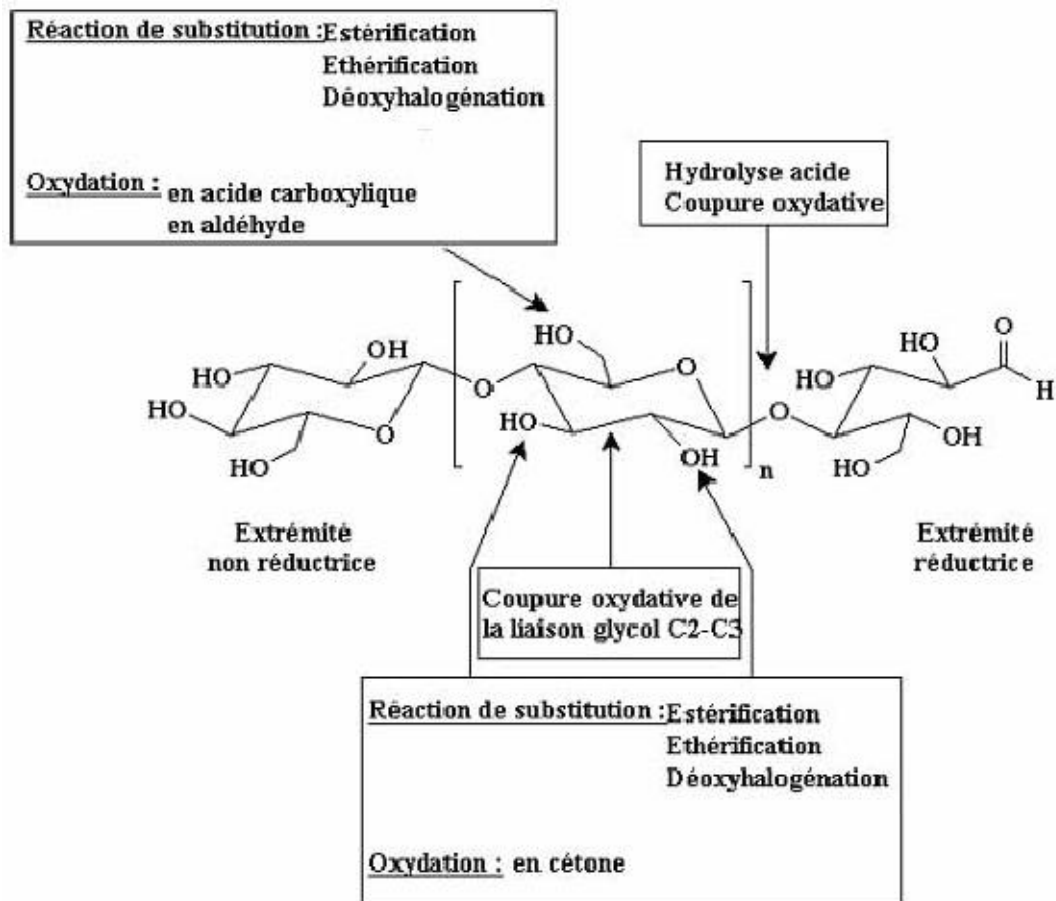 Réaction de substitution : Estérification
Ethérification
Déoxyhalogénation
Oxydation : en acide carboxylique
en aldéhyde
Hydrolyse acide
Coupure oxydative
O
HO
HO
OH
H
HO
O
O
HO
HO
O
O
HO
OH
HO
O
HO
OH
n
HO
Extrémité
non réductrice
Extrémité
réductrice
Coupure oxydative de
la liaison glycol C2-C3
Réaction de substitution : Estérification
Ethérification
Déoxyhalogénation
Oxydation : en cétone